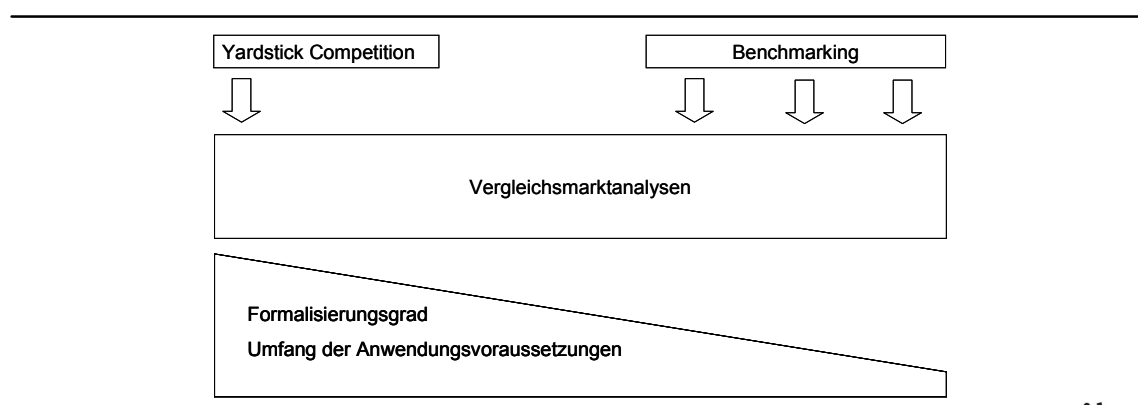 Yardstick Competition
Benchmarking
Vergleichsmarktanalysen
Formalisierungsgrad
Umfang der Anwendungsvoraussetzungen